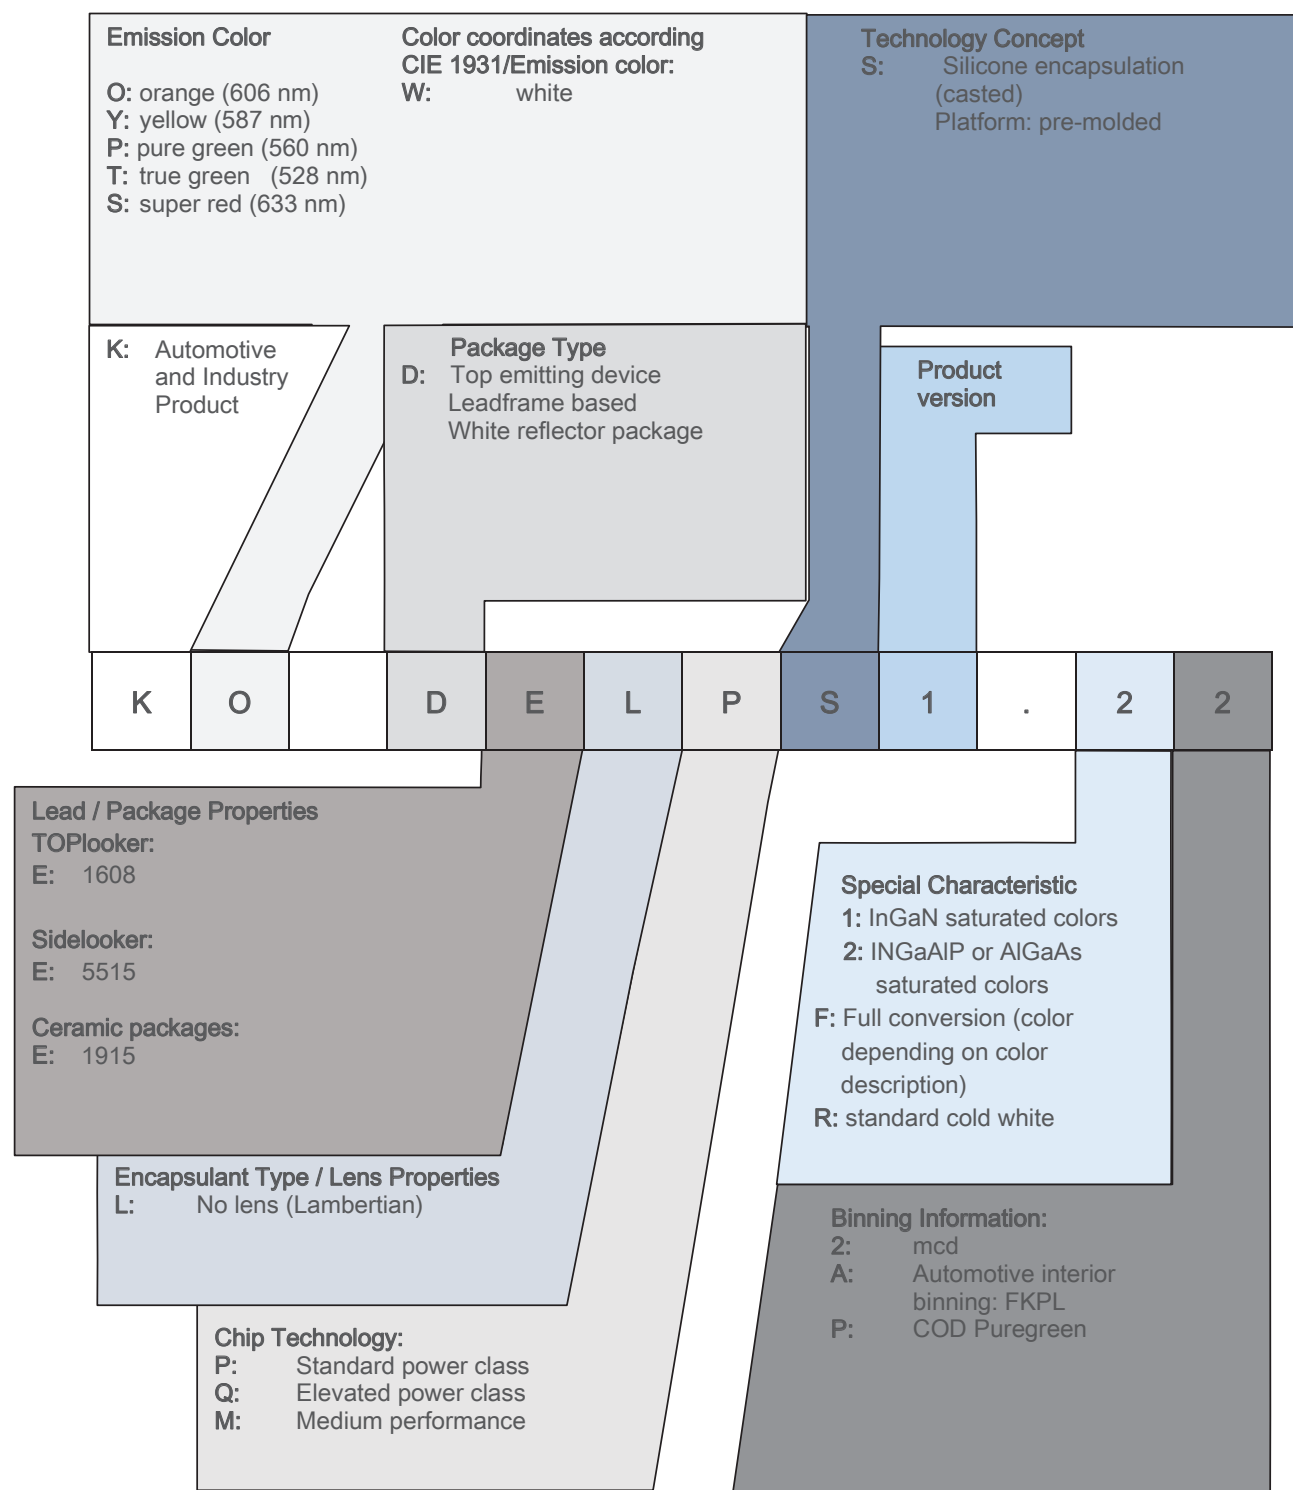 Emission Color
O: orange (606 nm)
Y: yellow (587 nm)
P: pure green (560 nm)
T: true green (528 nm)
S: super red (633 nm)
Color coordinates according
CIE 1931/Emission color:
W: white
Technology Concept
S: Silicone encapsulation
(casted)
Platform: pre-molded
K: Automotive
and Industry
Product
Package Type
D: Top emitting device
Leadframe based
White reflector package
Product
version
K O D E L P S 1 . 2 2
Lead / Package Properties
TOPlooker:
E: 1608
Sidelooker:
E: 5515
Ceramic packages:
E: 1915
Encapsulant Type / Lens Properties
L: No lens (Lambertian)
Chip Technology:
P: Standard power class
Q: Elevated power class
M: Medium performance
Special Characteristic
1: InGaN saturated colors
2: INGaAlP or AlGaAs
saturated colors
F: Full conversion (color
depending on color
description)
R: standard cold white
Binning Information:
2: mcd
A: Automotive interior
binning: FKPL
P: COD Puregreen